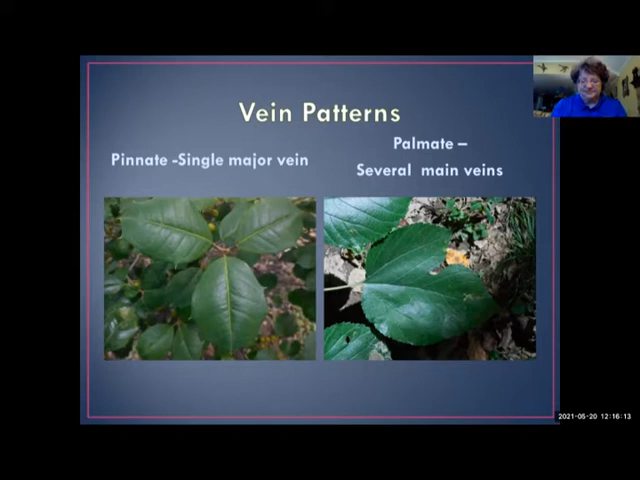 Vein Patterns
Pinnate -Single major vein
Palmate –
Several main veins
2021-05-20 12:16:13